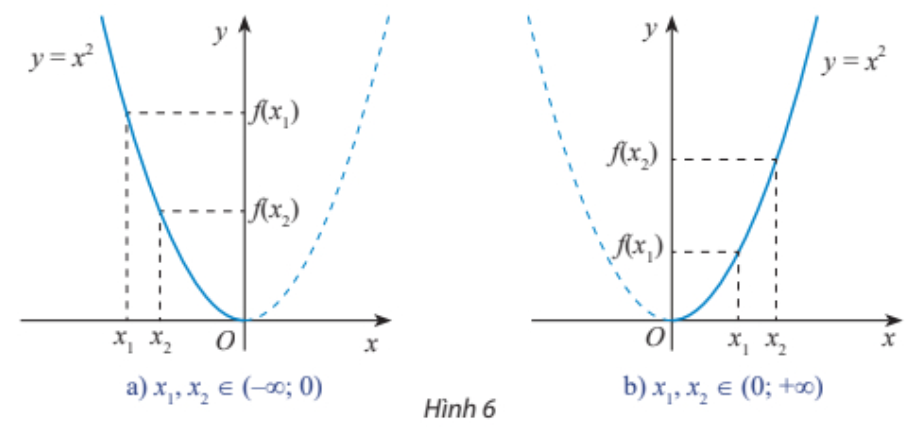 y
y = x²
f(x₁)
f(x₂)
x₁ x₂ O x
a) x₁, x₂ ∈ (–∞; 0)
y
y = x²
f(x₂)
f(x₁)
O x₁ x₂ x
b) x₁, x₂ ∈ (0; +∞)
Hình 6